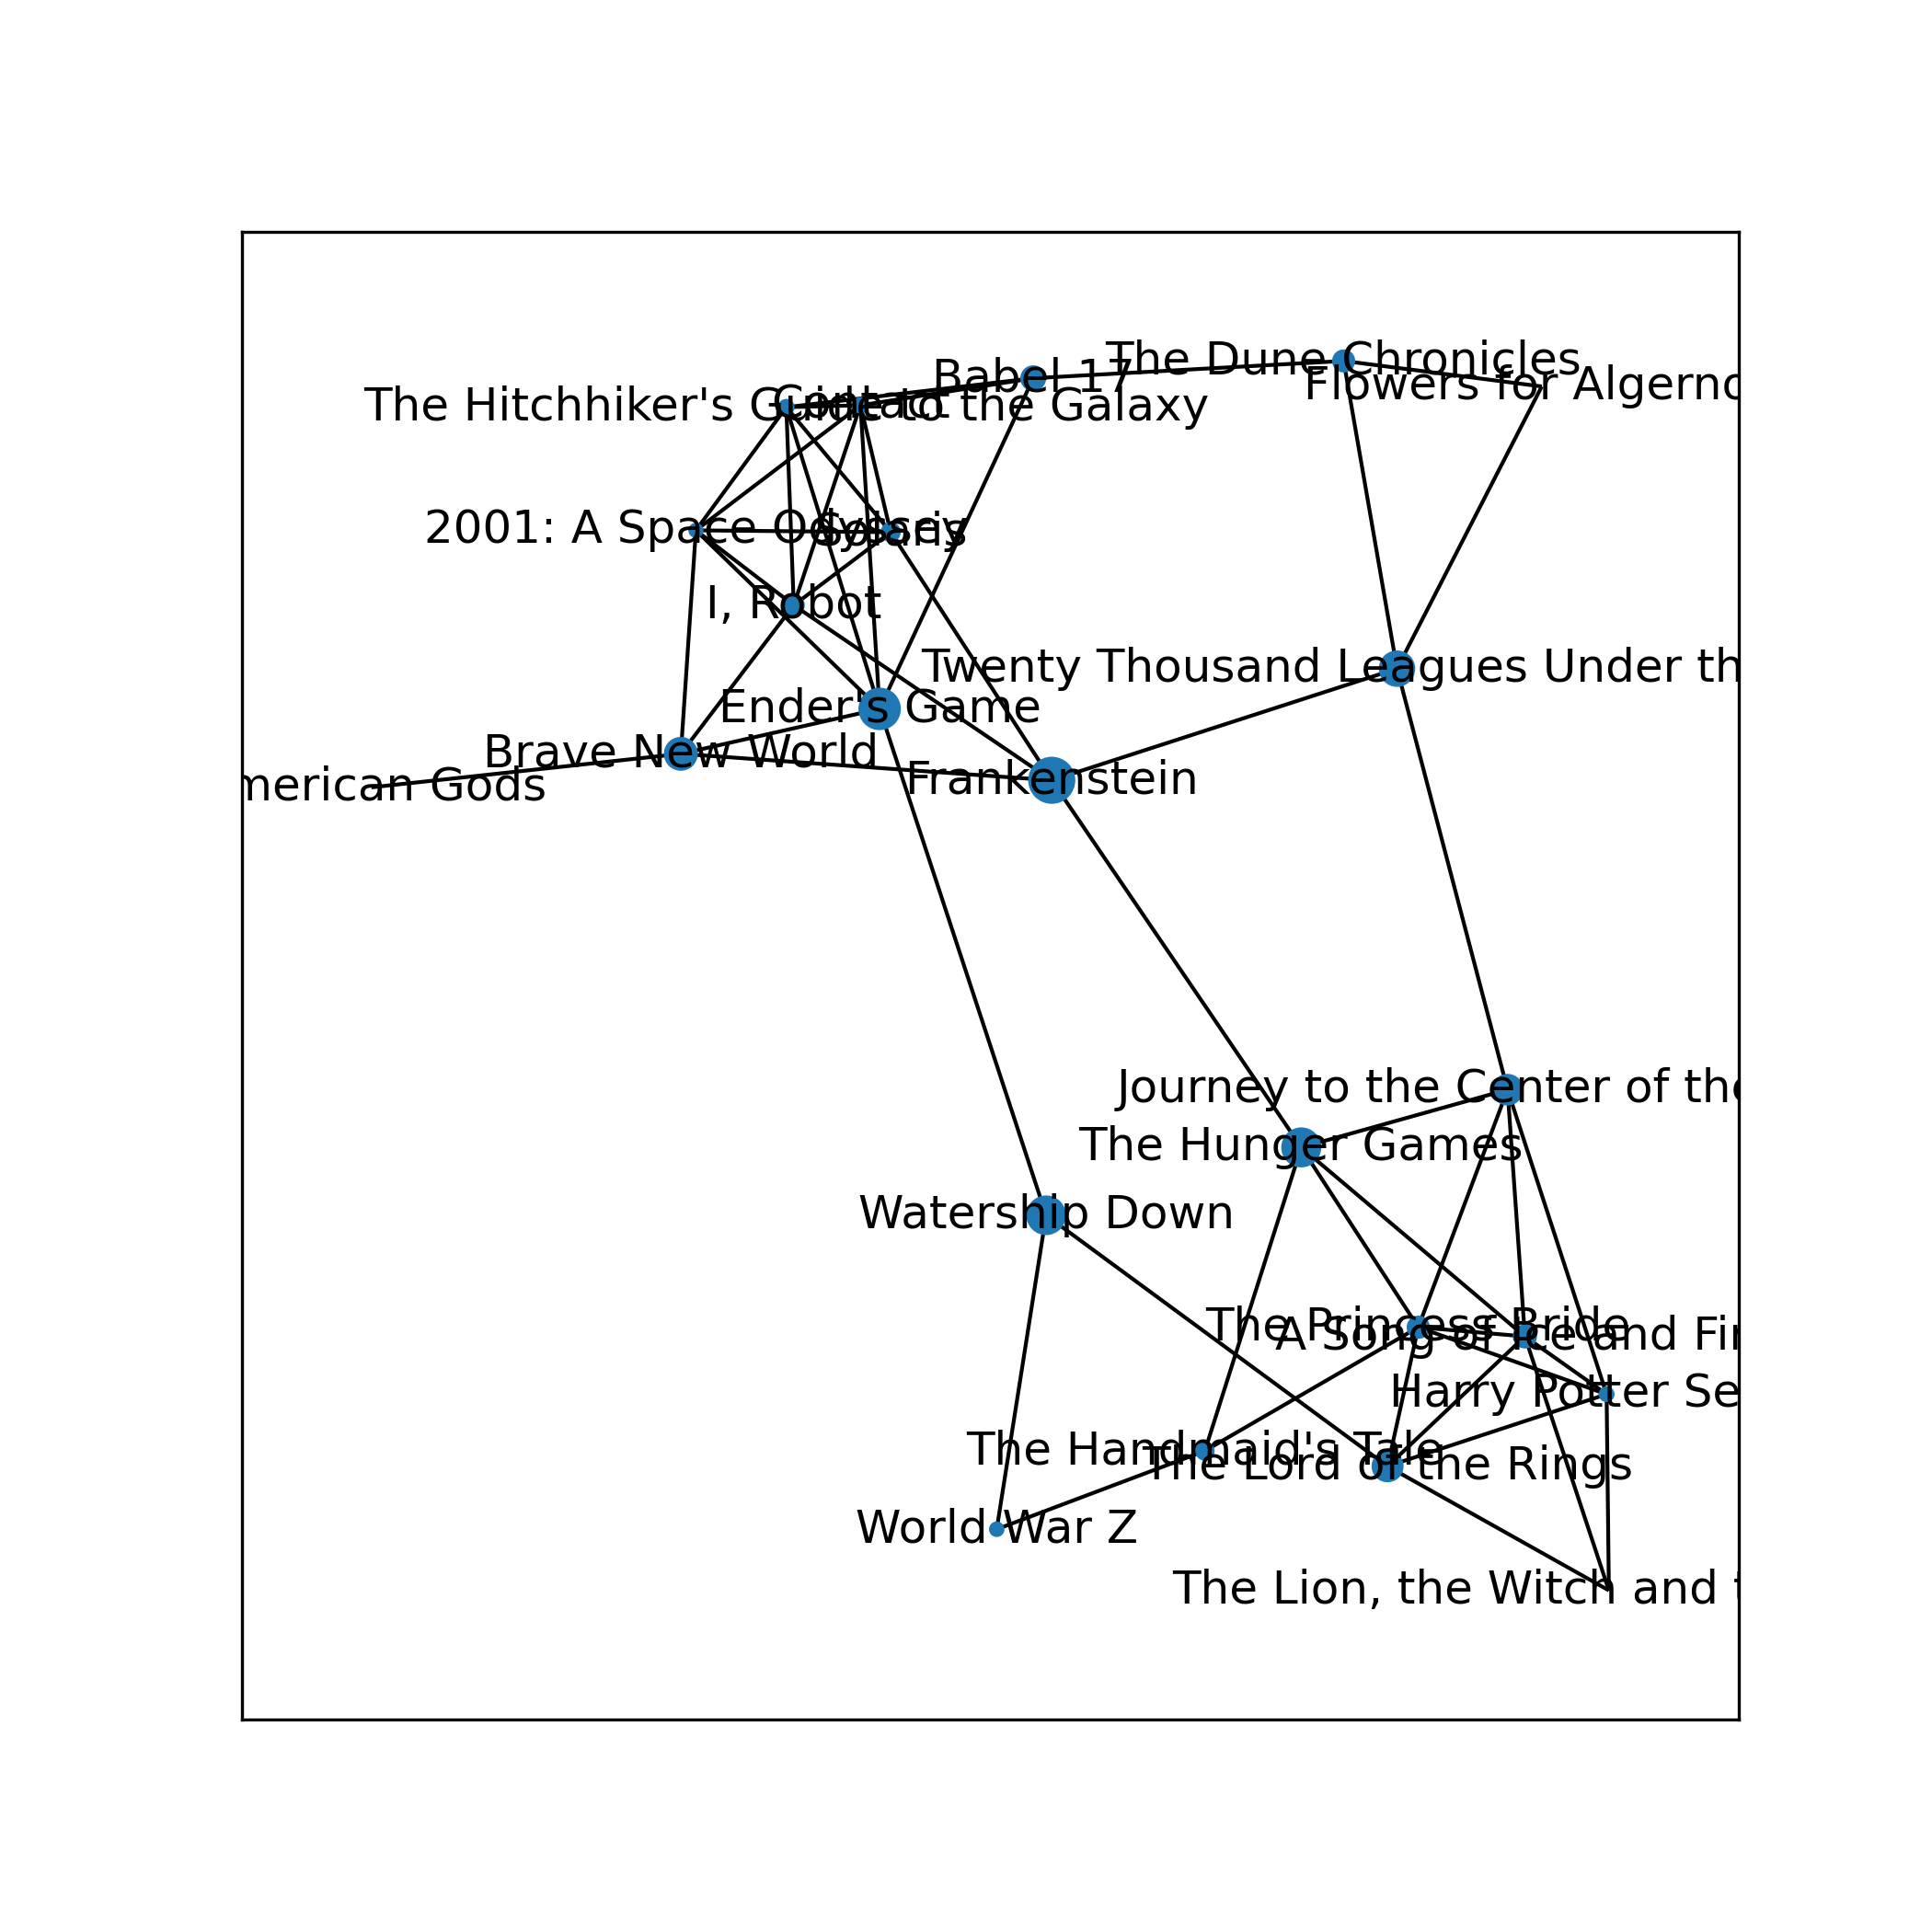 The Dune Chronicles
Babel 17
Flowers for Algerno
Contact
The Hitchhiker's Guide to the Galaxy
2001: A Space Odyssey
Solaris
I, Robot
Twenty Thousand Leagues Under th
Ender's Game
Brave New World
Frankenstein
merican Gods
Journey to the Center of the
The Hunger Games
Watership Down
The Princess Bride
A Song of Ice and Fir
Harry Potter Se
The Handmaid's Tale
The Lord of the Rings
World War Z
The Lion, the Witch and t